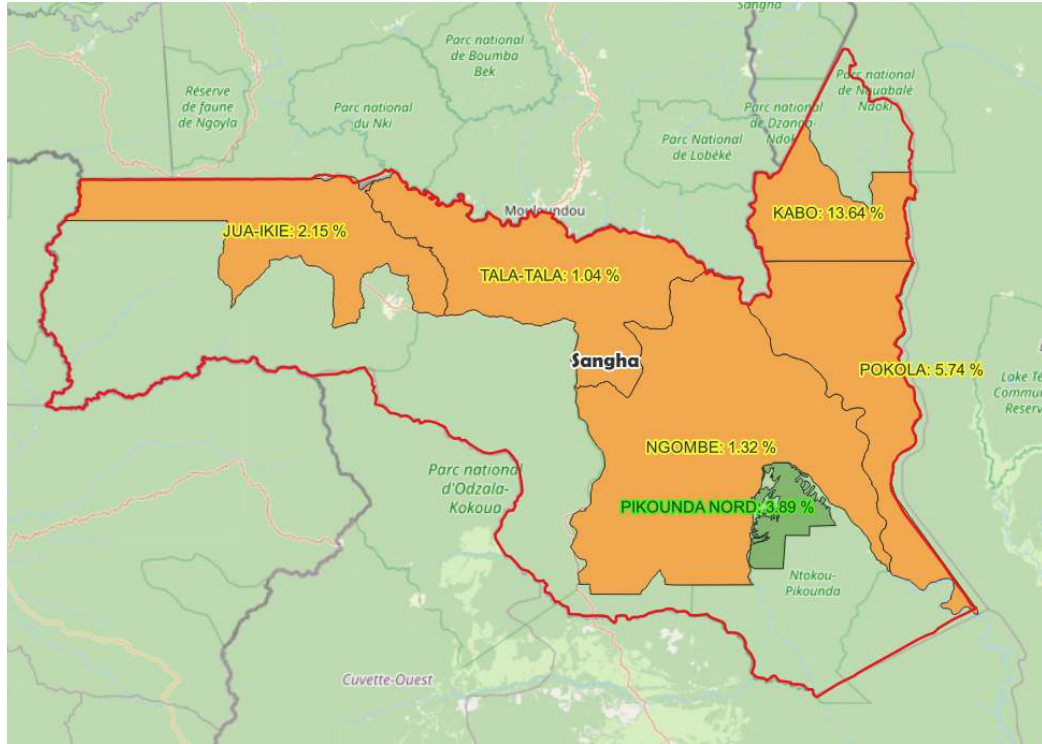 Sangha
Parc national
de Boumba
Bek
Réserve
de faune
de Ngoyla
Parc national
du Nki
Parc national
de Nouabalé
Ndoki
Parc national
de Dzanga-
Ndoki
Parc National
de Lobéké
Mouloundou
KABO: 13.64 %
JUA-IKIE: 2.15 %
TALA-TALA: 1.04 %
Sangha
POKOLA: 5.74 %
Lake Té
Commun
Reserv
NGOMBE: 1.32 %
Parc national
d'Odzala-
Kokoua
PIKOUNDA NORD: 3.89 %
Ntokou-
Pikounda
Cuvette-Ouest